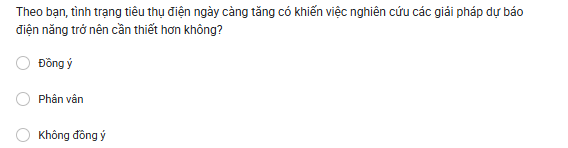 Theo bạn, tình trạng tiêu thụ điện ngày càng tăng có khiến việc nghiên cứu các giải pháp dự báo
điện năng trở nên cần thiết hơn không?
Đồng ý
Phân vân
Không đồng ý